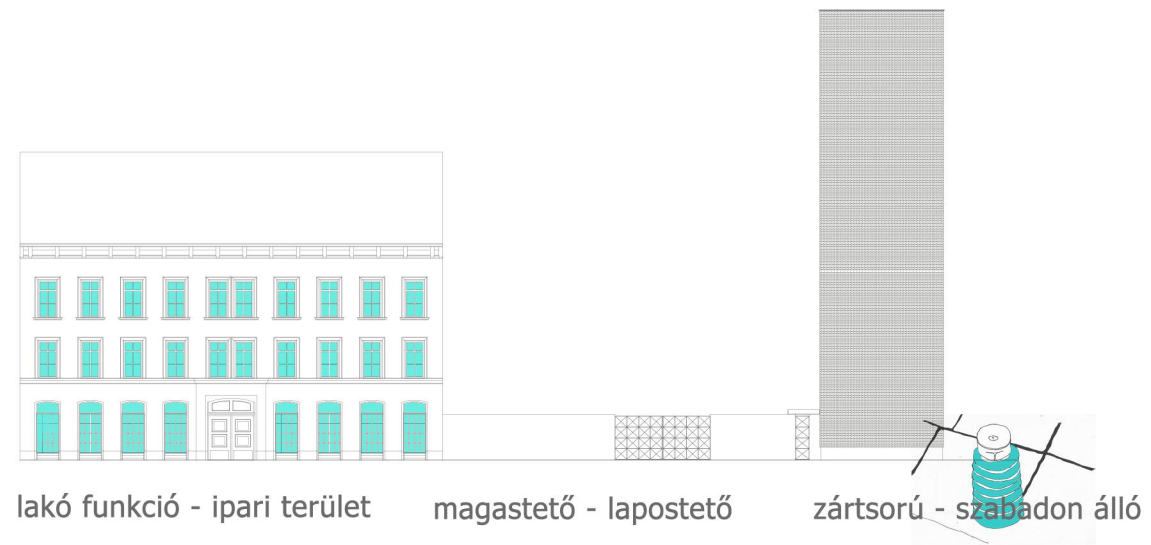 lakó funkció - ipari terület
magastető - lapostető
zártsorú - szabadon álló